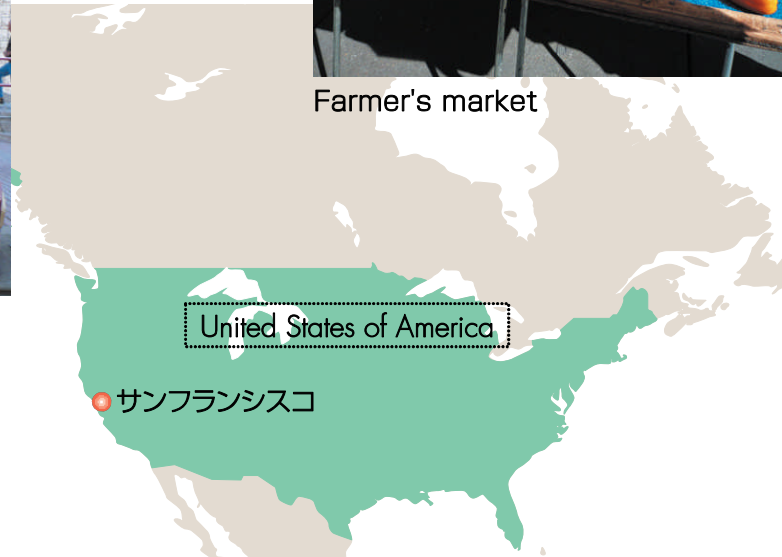 Farmer's market
United States of America
サンフランシスコ